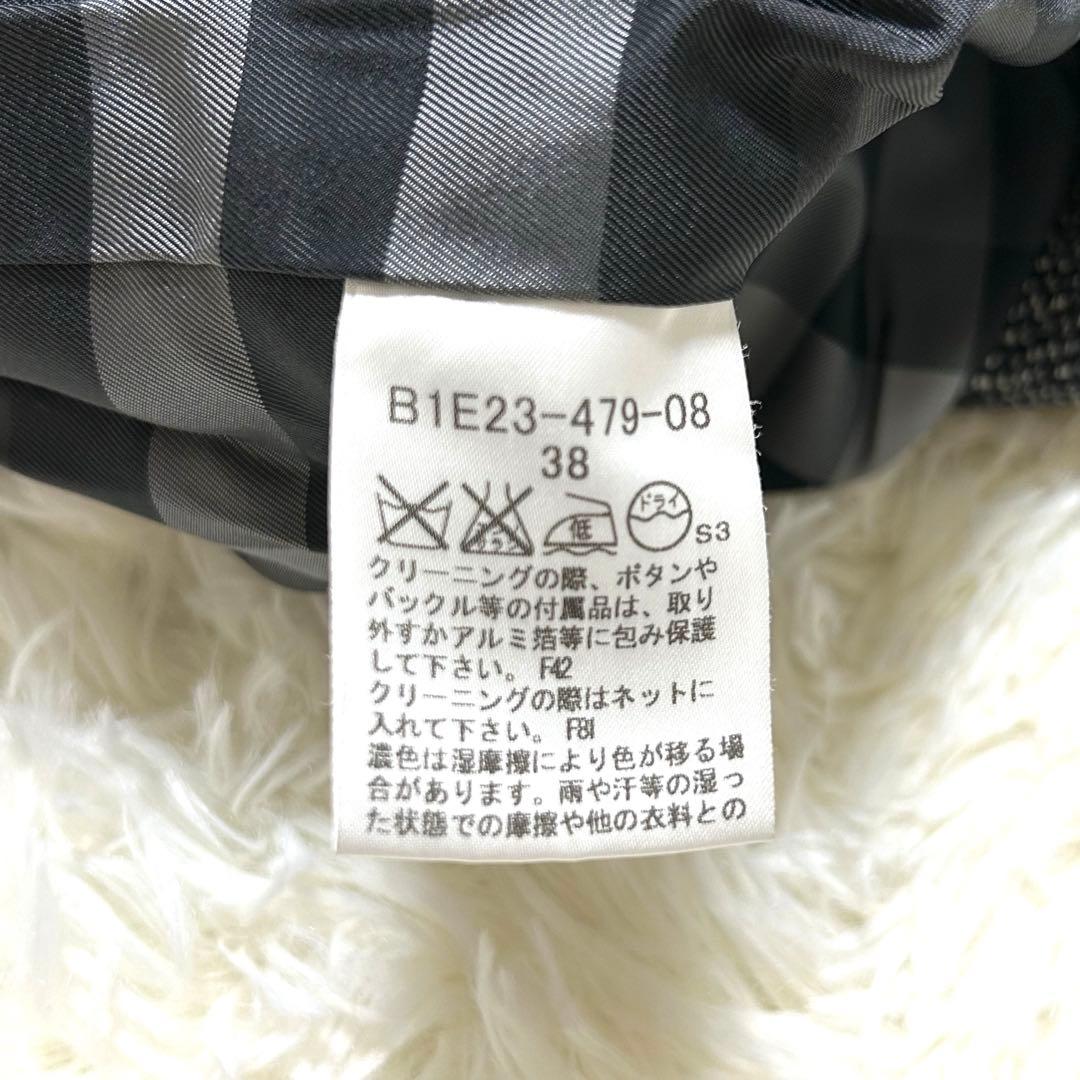 B1E23-479-08
38
低
ドライ
S3
クリーニングの際、ボタンや
バックル等の付属品は、取り
外すかアルミ箔等に包み保護
して下さい。 F42
クリーニングの際はネットに
入れて下さい。 F81
濃色は湿摩擦により色が移る場
合があります。雨や汗等の湿っ
た状態での摩擦や他の衣料との